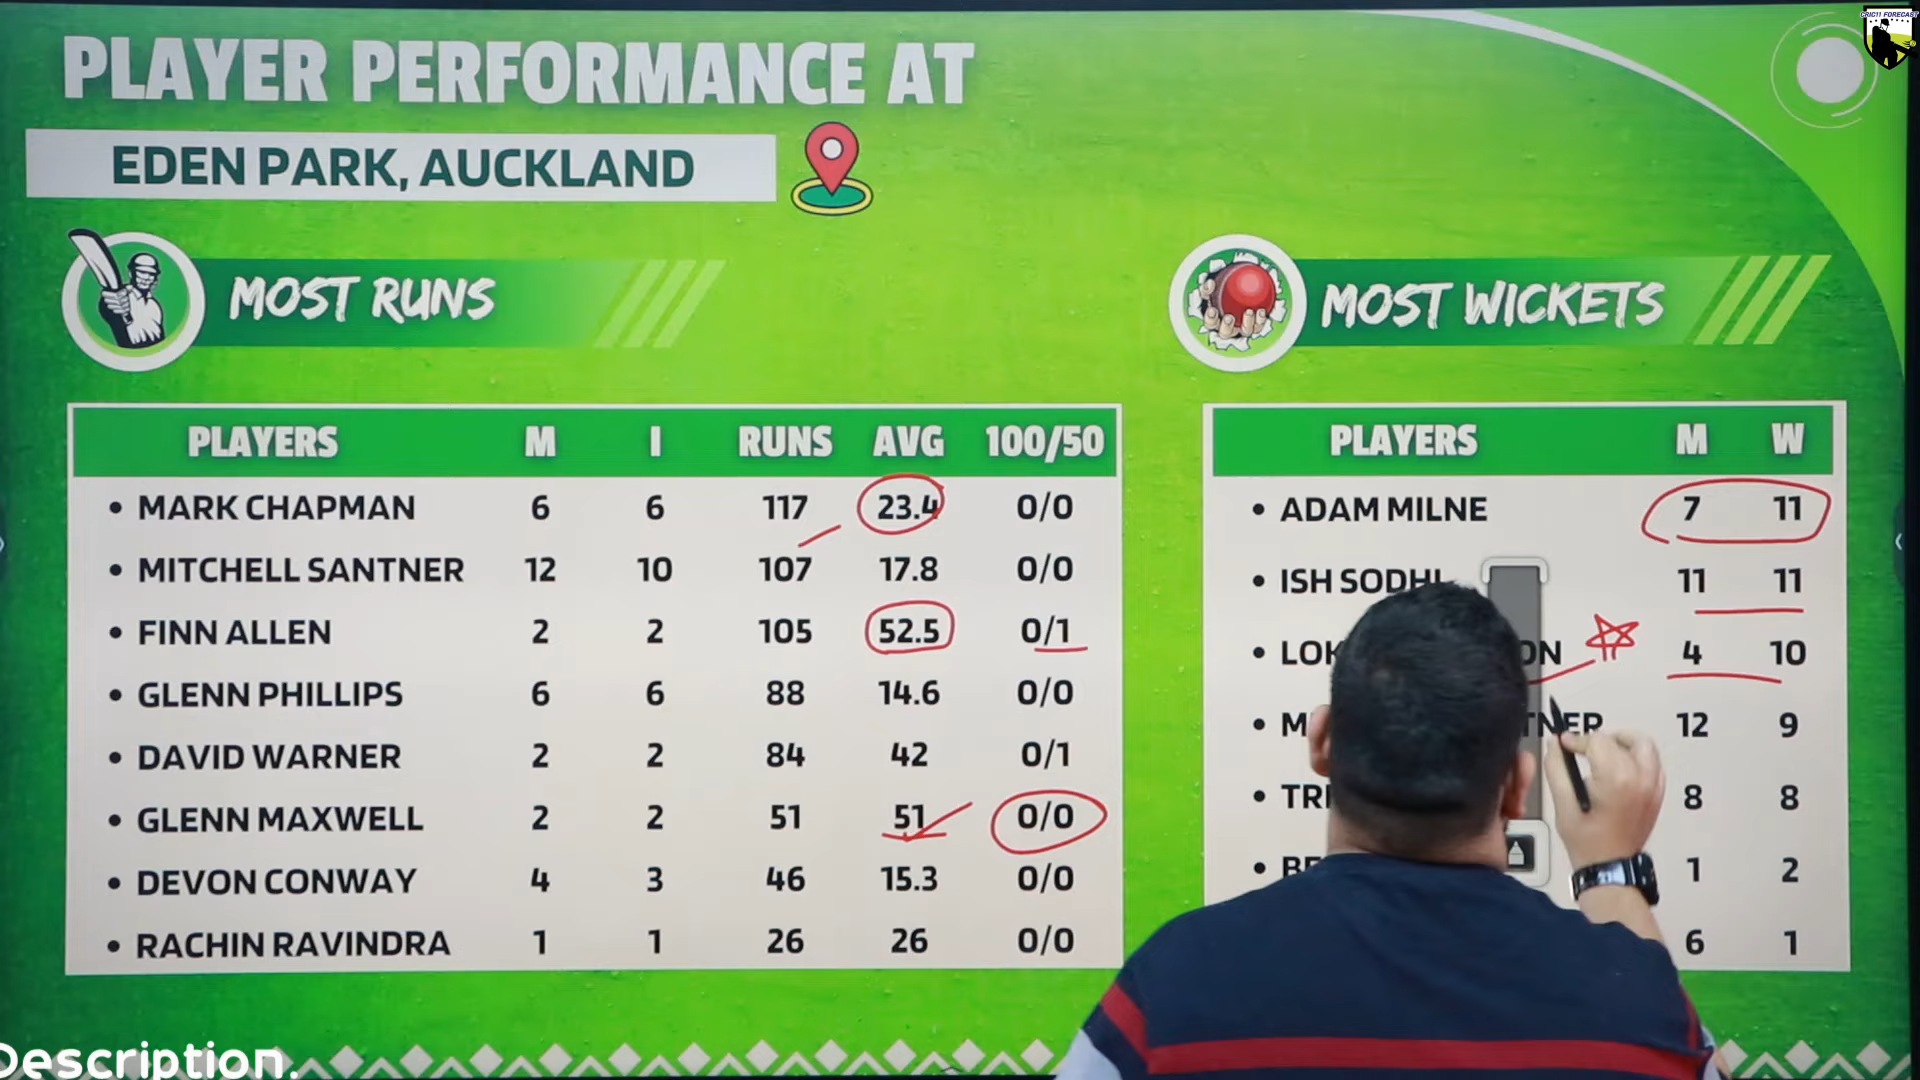 CRIC11 FORECAST
PLAYER PERFORMANCE AT
EDEN PARK, AUCKLAND
MOST RUNS
PLAYERS M I RUNS AVG 100/50
• MARK CHAPMAN 6 6 117 23.4 0/0
• MITCHELL SANTNER 12 10 107 17.8 0/0
• FINN ALLEN 2 2 105 52.5 0/1
• GLENN PHILLIPS 6 6 88 14.6 0/0
• DAVID WARNER 2 2 84 42 0/1
• GLENN MAXWELL 2 2 51 51 0/0
• DEVON CONWAY 4 3 46 15.3 0/0
• RACHIN RAVINDRA 1 1 26 26 0/0
MOST WICKETS
PLAYERS M W
• ADAM MILNE 7 11
• ISH SODHI 11 11
• 4 10
• 12 9
• 8 8
• 1 2
6 1
Description.